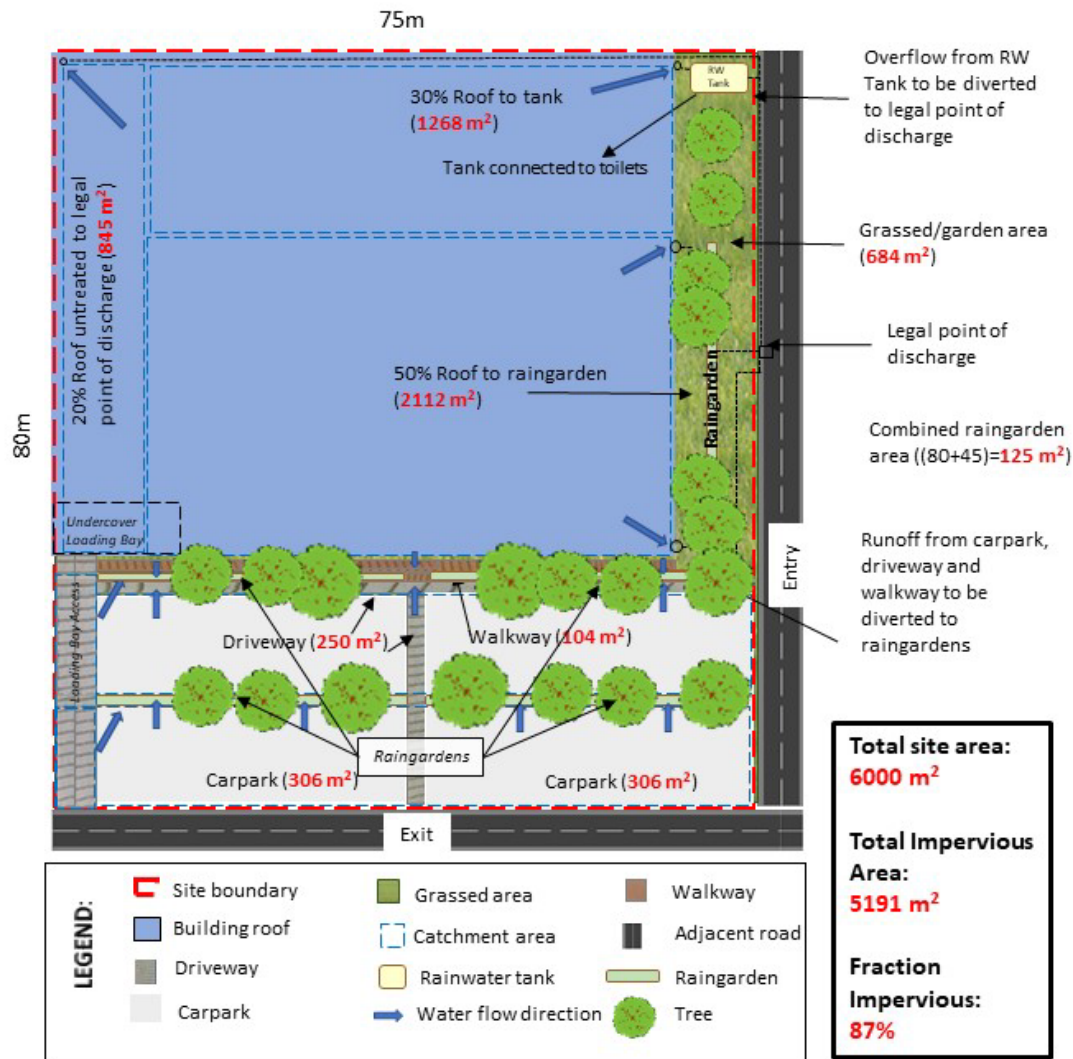 75m
80m
30% Roof to tank
(1268 m²)
RW
Tank
Tank connected to toilets
20% Roof untreated to legal
point of discharge (845 m²)
50% Roof to raingarden
(2112 m²)
Raingarden
Overflow from RW
Tank to be diverted
to legal point of
discharge
Grassed/garden area
(684 m²)
Legal point of
discharge
Combined raingarden
area ((80+45)=125 m²)
Runoff from carpark,
driveway and
walkway to be
diverted to
raingardens
Undercover
Loading Bay
Loading Bay Access
Entry
Driveway (250 m²)
Walkway (104 m²)
Raingardens
Carpark (306 m²)
Carpark (306 m²)
Exit
Total site area:
6000 m²
Total Impervious
Area:
5191 m²
Fraction
Impervious:
87%
LEGEND:
Site boundary
Building roof
Driveway
Carpark
Grassed area
Catchment area
Rainwater tank
Water flow direction
Walkway
Adjacent road
Raingarden
Tree